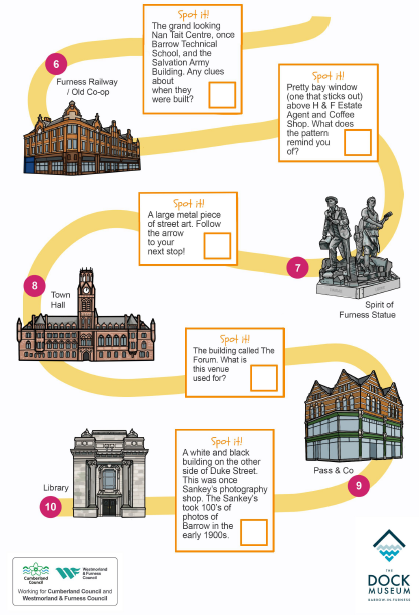 Spot it!
The grand looking
Nan Tait Centre, once
Barrow Technical
School, and the
Salvation Army
Building. Any clues
about
when they
were built?
6
Furness Railway
/ Old Co-op
Spot it!
Pretty bay window
(one that sticks out)
above H & F Estate
Agent and Coffee
Shop. What does
the pattern
remind you
of?
Spot it!
A large metal piece
of street art. Follow
the arrow
to your
next stop!
7
Spirit of
Furness Statue
8
Town
Hall
Spot it!
The building called The
Forum. What is
this venue
used for?
Pass & Co
9
Spot it!
A white and black
building on the other
side of Duke Street.
This was once
Sankey's photography
shop. The Sankey's
took 100's of
photos of
Barrow in the
early 1900s.
Library
10
Cumberland
Council
Westmorland
& Furness
Council
Working for Cumberland Council and
Westmorland & Furness Council
THE
DOCK
MUSEUM
BARROW-IN-FURNESS